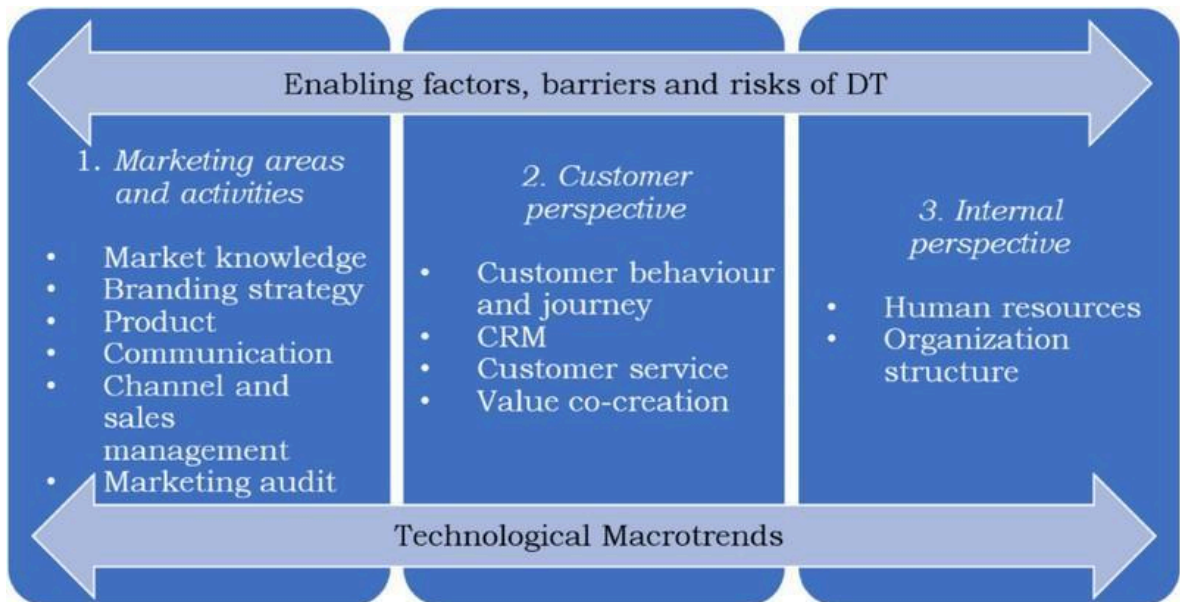 Enabling factors, barriers and risks of DT
1. Marketing areas
and activities
• Market knowledge
• Branding strategy
• Product
• Communication
• Channel and
sales
management
• Marketing audit
2. Customer
perspective
• Customer behaviour
and journey
• CRM
• Customer service
• Value co-creation
3. Internal
perspective
• Human resources
• Organization
structure
Technological Macrotrends